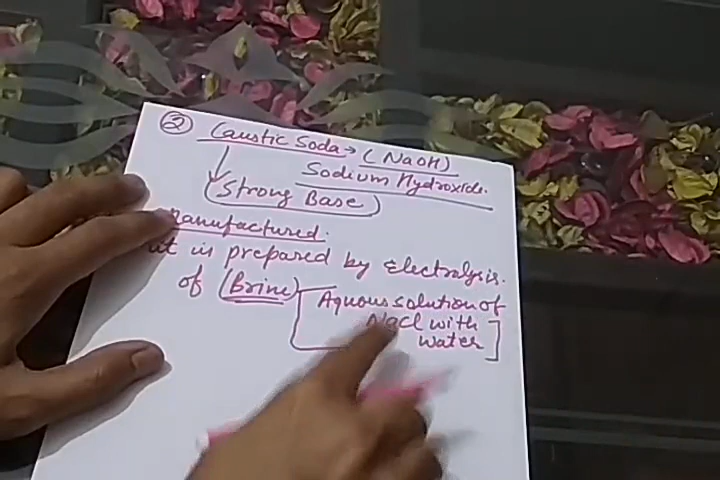 ② Caustic Soda → (NaOH)
Sodium Hydroxide.
(Strong Base)
Manufactured.
It is prepared by Electrolysis.
of (Brine)
[Aquous solution of
NaCl with
water]